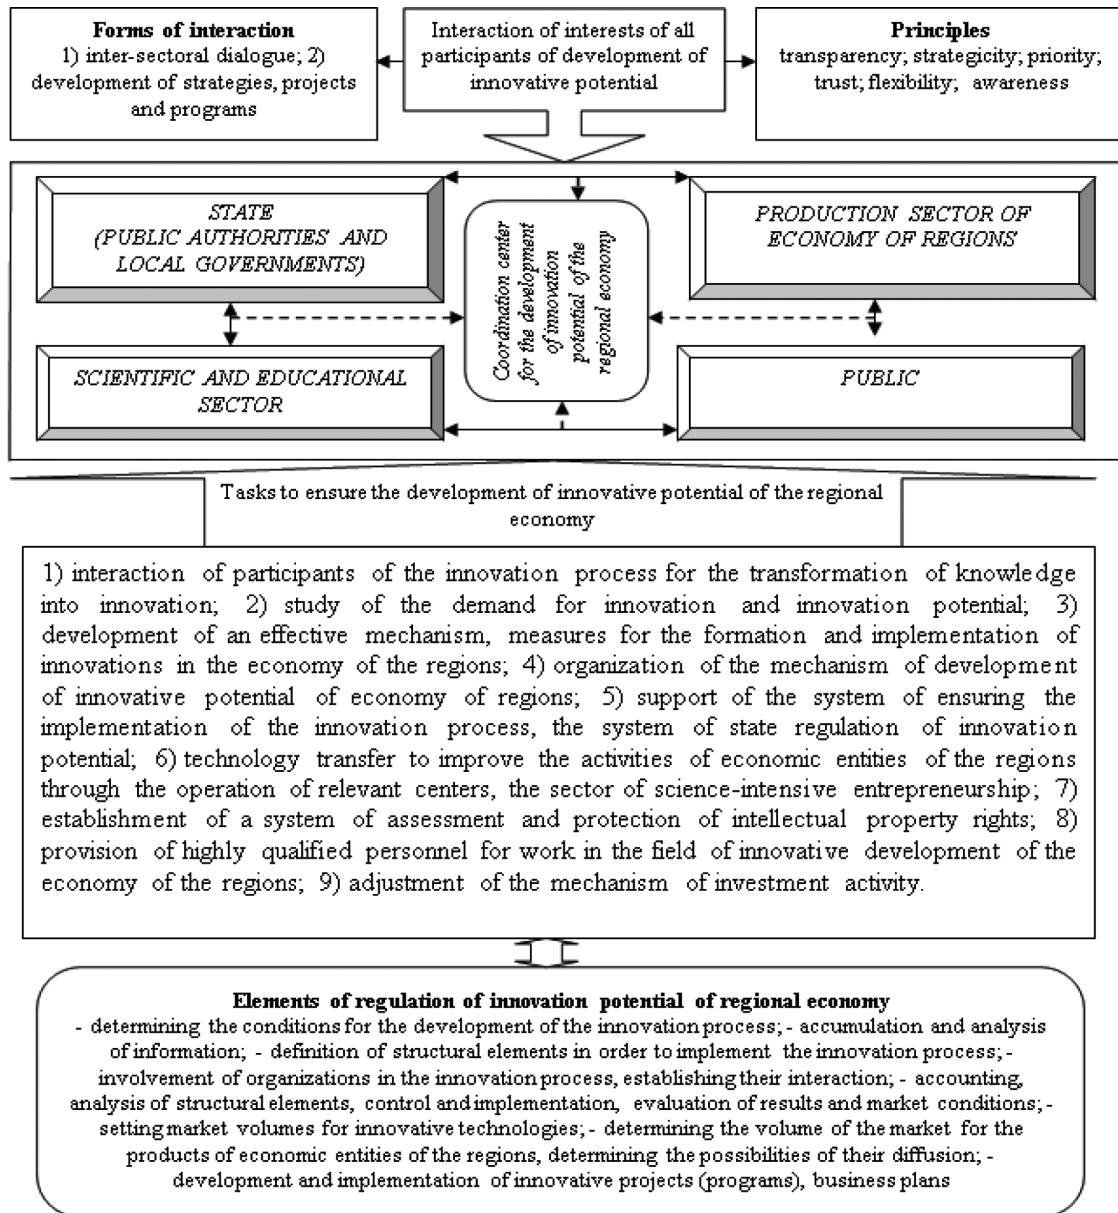 Forms of interaction
1) inter-sectoral dialogue; 2)
development of strategies, projects
and programs
Interaction of interests of all
participants of development of
innovative potential
Principles
transparency; strategicity; priority;
trust; flexibility; awareness
STATE
(PUBLIC AUTHORITIES AND
LOCAL GOVERNMENTS)
Coordination center
for the development
of innovation
potential of the
regional economy
PRODUCTION SECTOR OF
ECONOMY OF REGIONS
SCIENTIFIC AND EDUCATIONAL
SECTOR
PUBLIC
Tasks to ensure the development of innovative potential of the regional
economy
1) interaction of participants of the innovation process for the transformation of knowledge
into innovation; 2) study of the demand for innovation and innovation potential; 3)
development of an effective mechanism, measures for the formation and implementation of
innovations in the economy of the regions; 4) organization of the mechanism of development
of innovative potential of economy of regions; 5) support of the system of ensuring the
implementation of the innovation process, the system of state regulation of innovation
potential; 6) technology transfer to improve the activities of economic entities of the regions
through the operation of relevant centers, the sector of science-intensive entrepreneurship; 7)
establishment of a system of assessment and protection of intellectual property rights; 8)
provision of highly qualified personnel for work in the field of innovative development of the
economy of the regions; 9) adjustment of the mechanism of investment activity.
Elements of regulation of innovation potential of regional economy
- determining the conditions for the development of the innovation process; - accumulation and analysis
of information; - definition of structural elements in order to implement the innovation process; -
involvement of organizations in the innovation process, establishing their interaction; - accounting,
analysis of structural elements, control and implementation, evaluation of results and market conditions; -
setting market volumes for innovative technologies; - determining the volume of the market for the
products of economic entities of the regions, determining the possibilities of their diffusion; -
development and implementation of innovative projects (programs), business plans